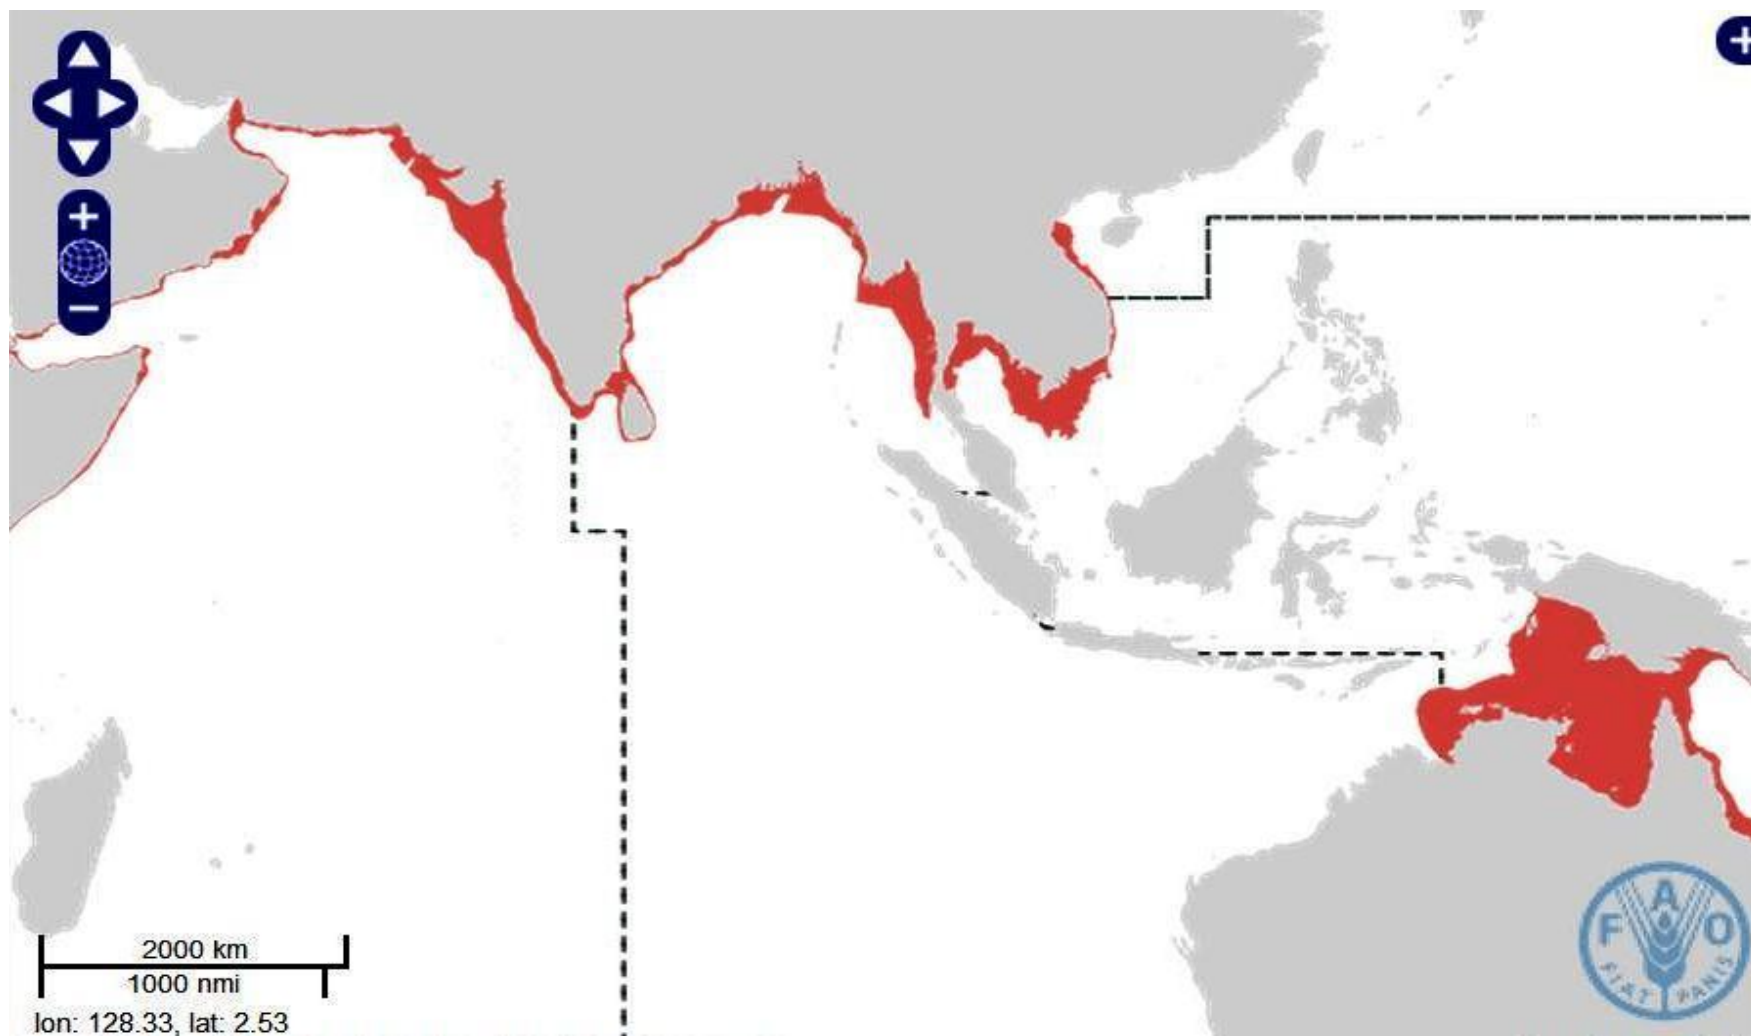 2000 km
1000 nmi
lon: 128.33, lat: 2.53
F A O
FIAT PANIS